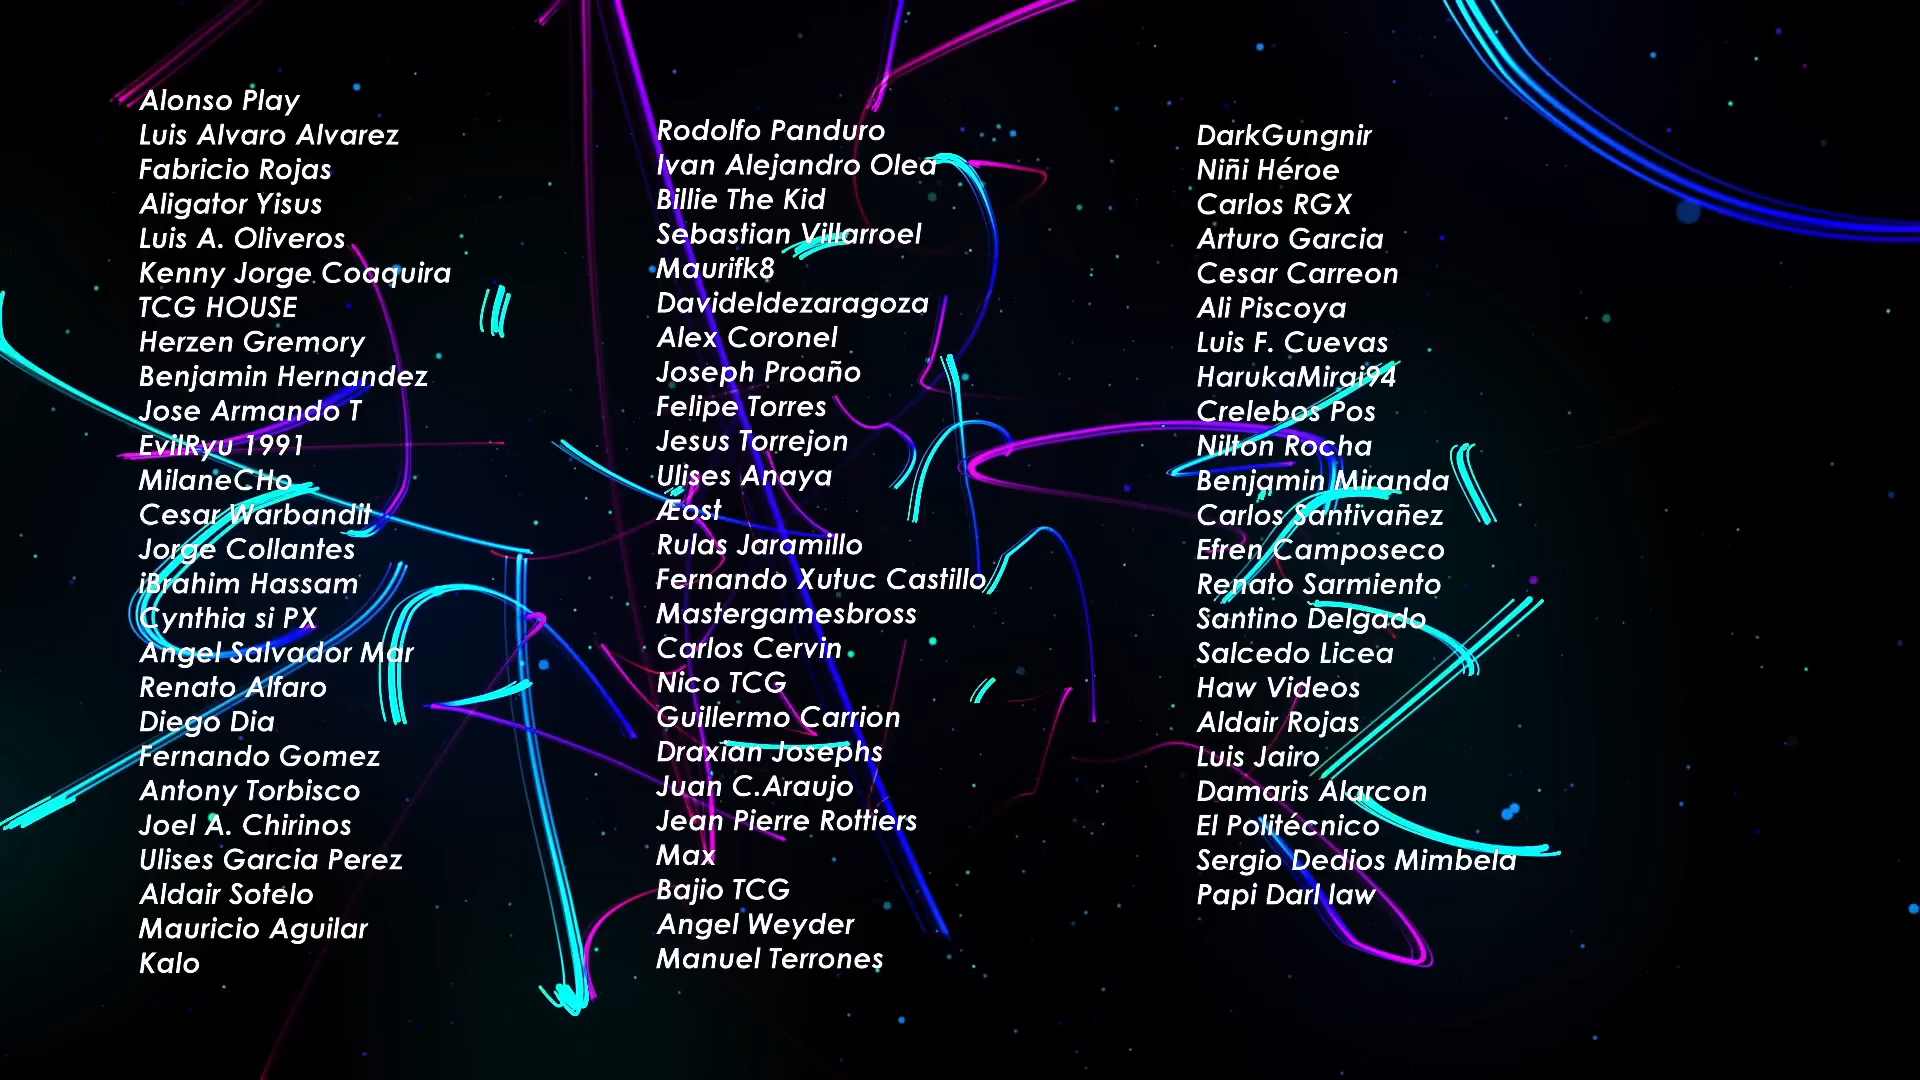 Alonso Play
Luis Alvaro Alvarez
Fabricio Rojas
Aligator Yisus
Luis A. Oliveros
Kenny Jorge Coaquira
TCG HOUSE
Herzen Gremory
Benjamin Hernandez
Jose Armando T
EvilRyu 1991
MilaneCHo
Cesar Warbandit
Jorge Collantes
iBrahim Hassam
Cynthia si PX
Angel Salvador Mar
Renato Alfaro
Diego Dia
Fernando Gomez
Antony Torbisco
Joel A. Chirinos
Ulises Garcia Perez
Aldair Sotelo
Mauricio Aguilar
Kalo
Rodolfo Panduro
Ivan Alejandro Olea
Billie The Kid
Sebastian Villarroel
Maurifk8
Davideldezaragoza
Alex Coronel
Joseph Proaño
Felipe Torres
Jesus Torrejon
Ulises Anaya
Æost
Rulas Jaramillo
Fernando Xutuc Castillo
Mastergamesbross
Carlos Cervin
Nico TCG
Guillermo Carrion
Draxian Josephs
Juan C.Araujo
Jean Pierre Rottiers
Max
Bajio TCG
Angel Weyder
Manuel Terrones
DarkGungnir
Niñi Héroe
Carlos RGX
Arturo Garcia
Cesar Carreon
Ali Piscoya
Luis F. Cuevas
HarukaMirai94
Crelebos Pos
Nilton Rocha
Benjamin Miranda
Carlos Santivañez
Efren Camposeco
Renato Sarmiento
Santino Delgado
Salcedo Licea
Haw Videos
Aldair Rojas
Luis Jairo
Damaris Alarcon
El Politécnico
Sergio Dedios Mimbela
Papi Darl law